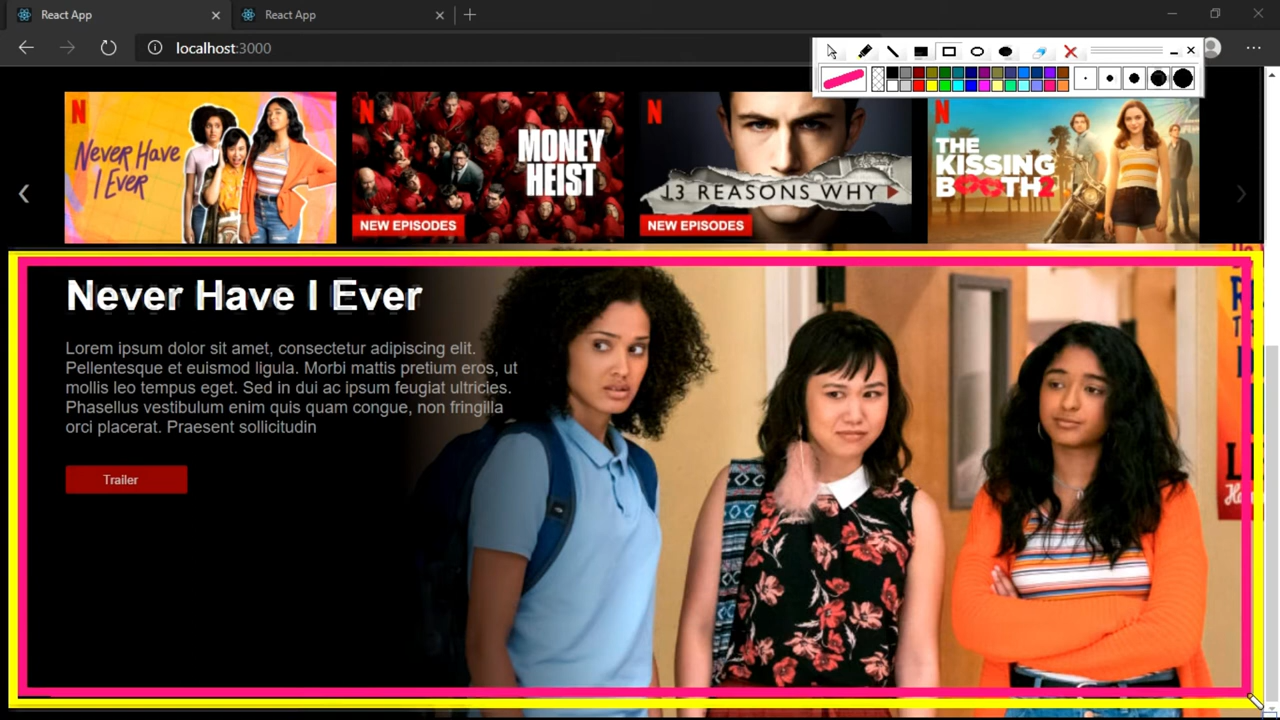 React App
React App
localhost:3000
N
Never Have
I Ever
N
MONEY
HEIST
NEW EPISODES
N
13 REASONS WHY
NEW EPISODES
N
THE
KISSING
BOOTH2
Never Have I Ever
Lorem ipsum dolor sit amet, consectetur adipiscing elit.
Pellentesque et euismod ligula. Morbi mattis pretium eros, ut
mollis leo tempus eget. Sed in dui ac ipsum feugiat ultricies.
Phasellus vestibulum enim quis quam congue, non fringilla
orci placerat. Praesent sollicitudin
Trailer